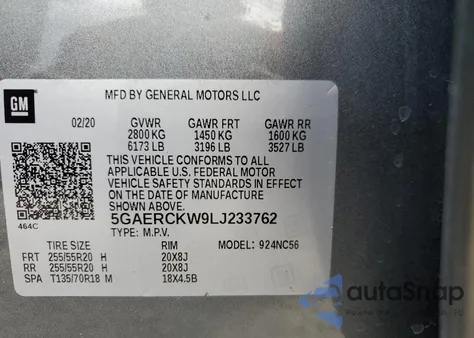 GM
MFD BY GENERAL MOTORS LLC
02/20 GVWR GAWR FRT GAWR RR
2800 KG 1450 KG 1600 KG
6173 LB 3196 LB 3527 LB
THIS VEHICLE CONFORMS TO ALL
APPLICABLE U.S. FEDERAL MOTOR
VEHICLE SAFETY STANDARDS IN EFFECT
ON THE DATE OF MANUFACTURE
SHOWN ABOVE.
464C
5GAERCKW9LJ233762
TYPE: M.P.V. MODEL: 924NC56
TIRE SIZE RIM
FRT 255/55R20 H 20X8J
RR 255/55R20 H 20X8J
SPA T135/70R18 M 18X4.5B
autoSnap